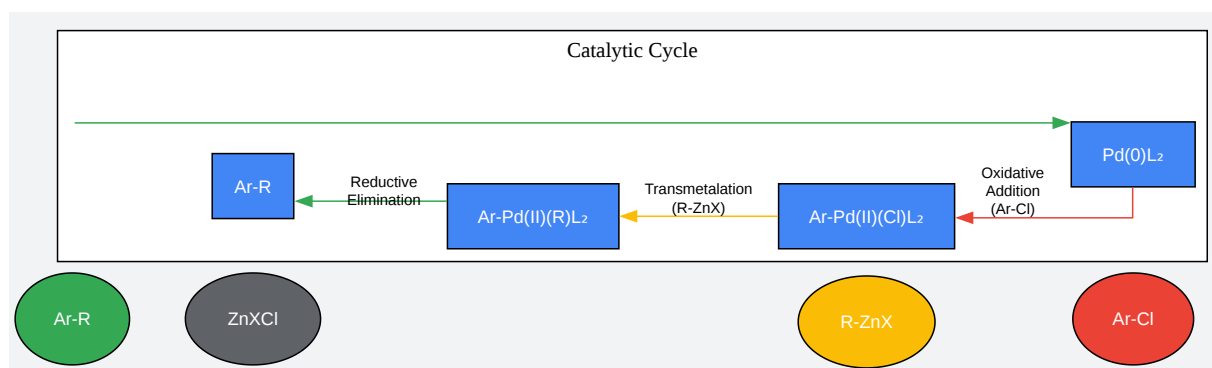 Catalytic Cycle
Pd(0)L₂
Oxidative
Addition
(Ar-Cl)
Ar-R
Reductive
Elimination
Ar-Pd(II)(R)L₂
Transmetalation
(R-ZnX)
Ar-Pd(II)(Cl)L₂
Ar-R
ZnXCl
R-ZnX
Ar-Cl